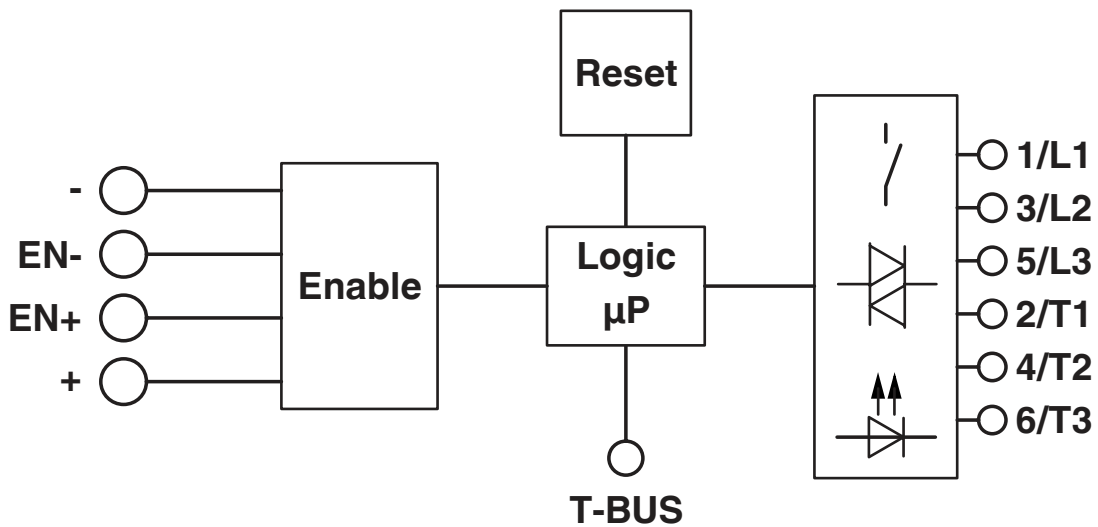 Reset
-
EN-
EN+
+
Enable
Logic
µP
T-BUS
1/L1
3/L2
5/L3
2/T1
4/T2
6/T3